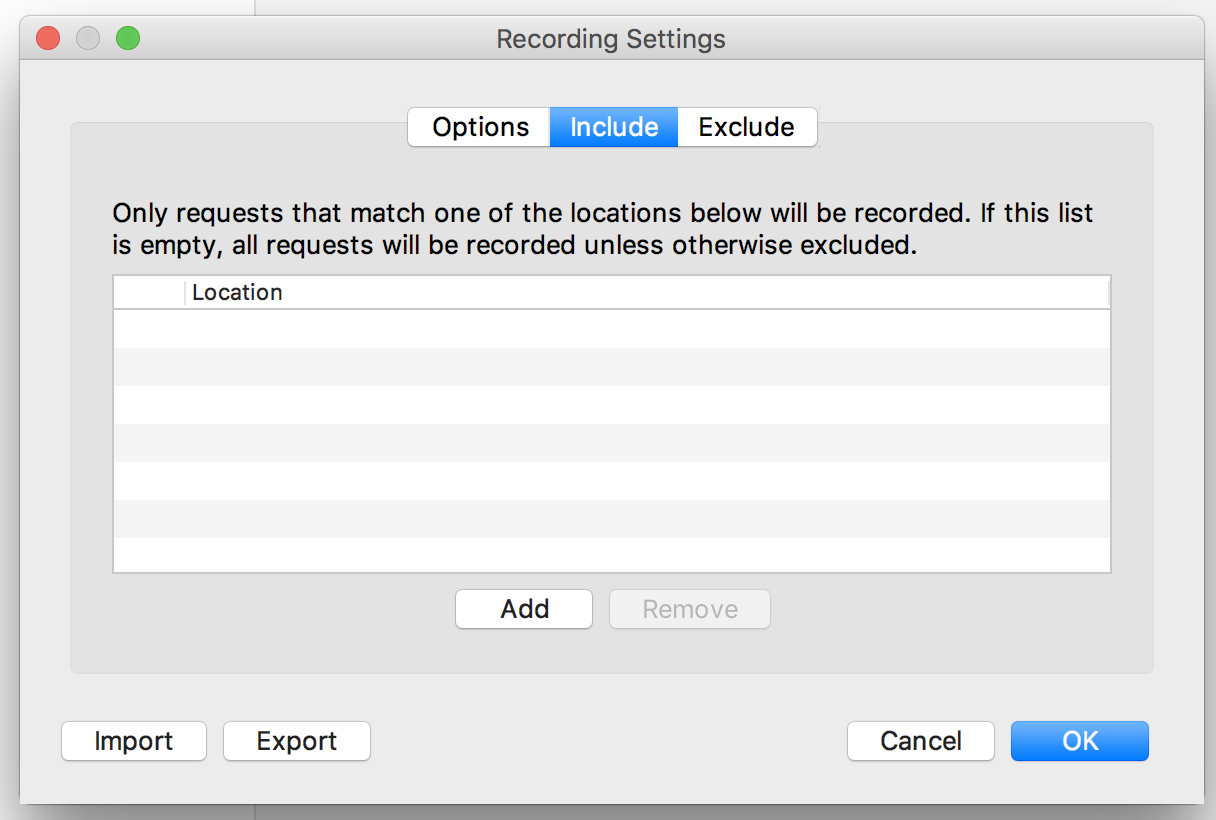 Recording Settings
Options Include Exclude
Only requests that match one of the locations below will be recorded. If this list
is empty, all requests will be recorded unless otherwise excluded.
Location
Add Remove
Import Export Cancel OK